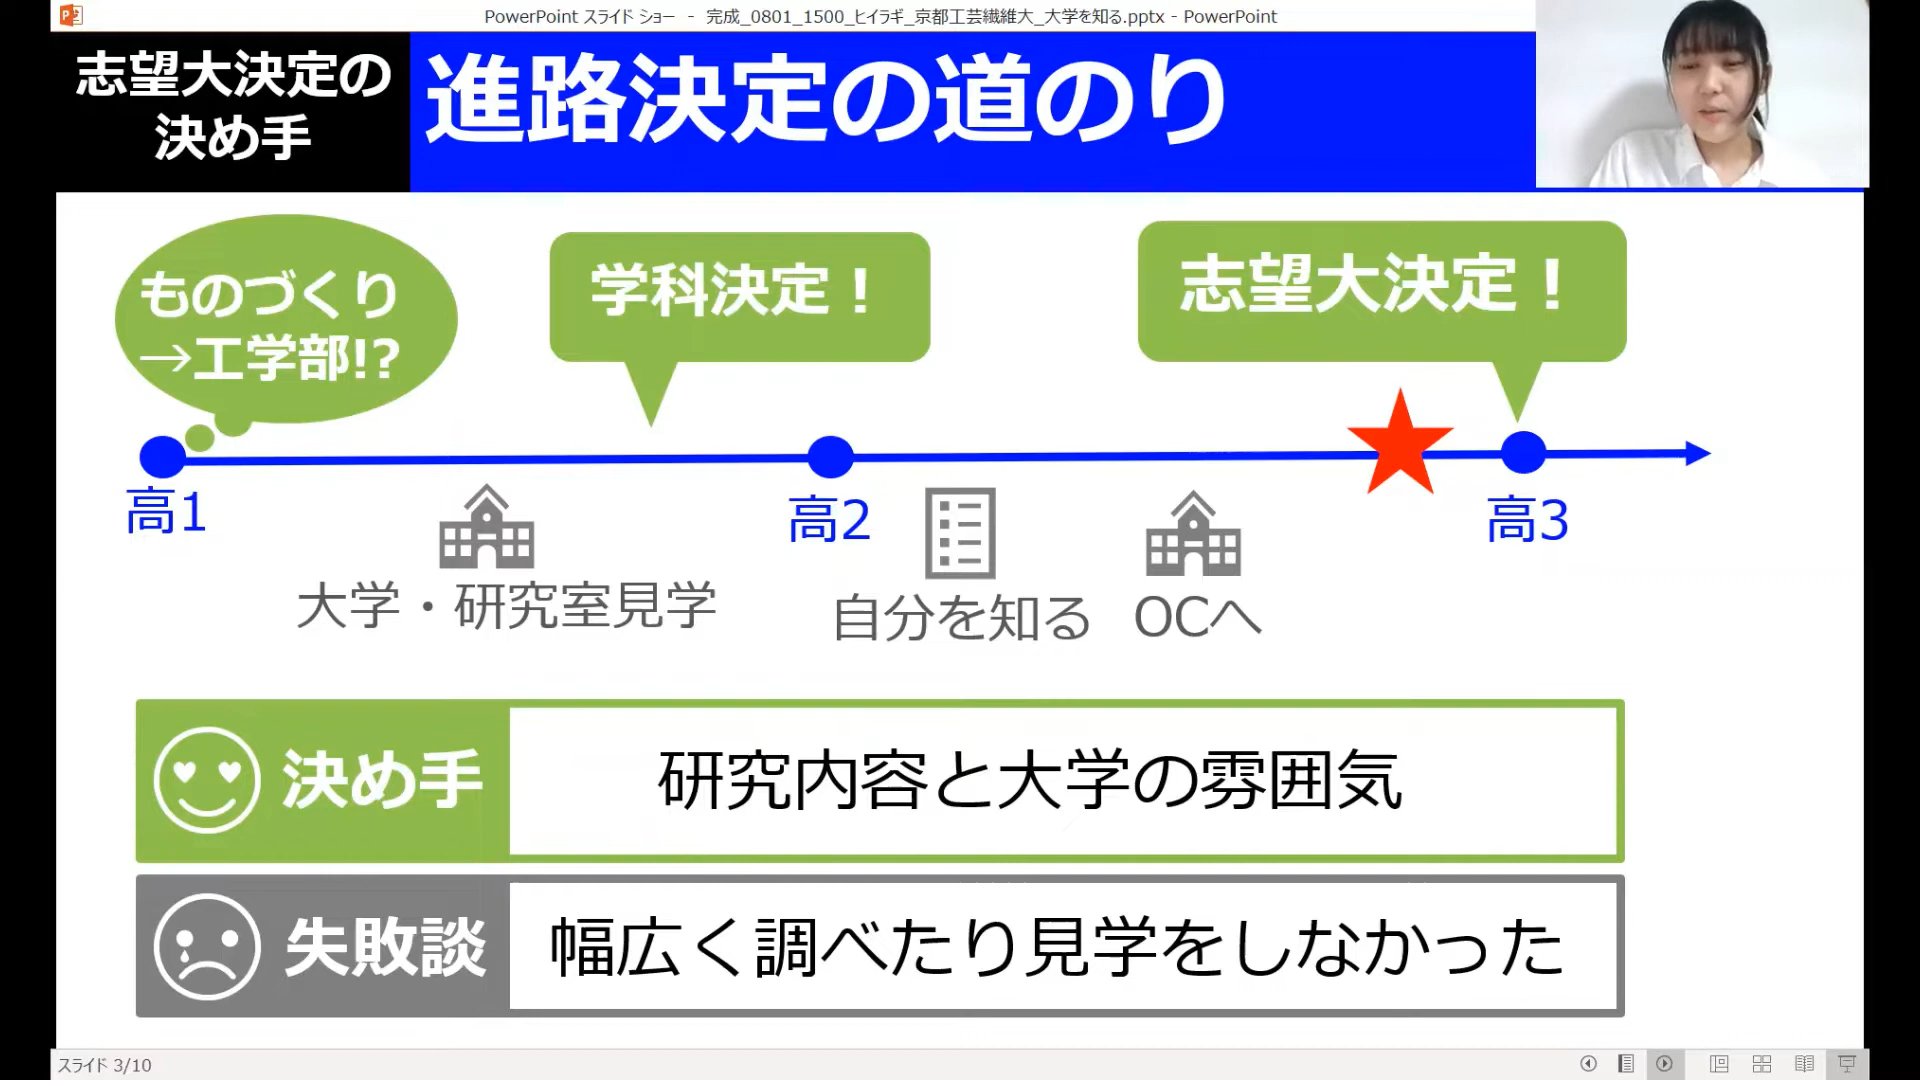 PowerPoint スライド ショー - 完成_0801_1500_ヒイラギ_京都工芸繊維大_大学を知る.pptx - PowerPoint
志望大決定の
決め手
進路決定の道のり
ものづくり
→工学部!?
学科決定！
志望大決定！
高1
高2
高3
大学・研究室見学
自分を知る
OCへ
決め手
研究内容と大学の雰囲気
失敗談
幅広く調べたり見学をしなかった
スライド 3/10